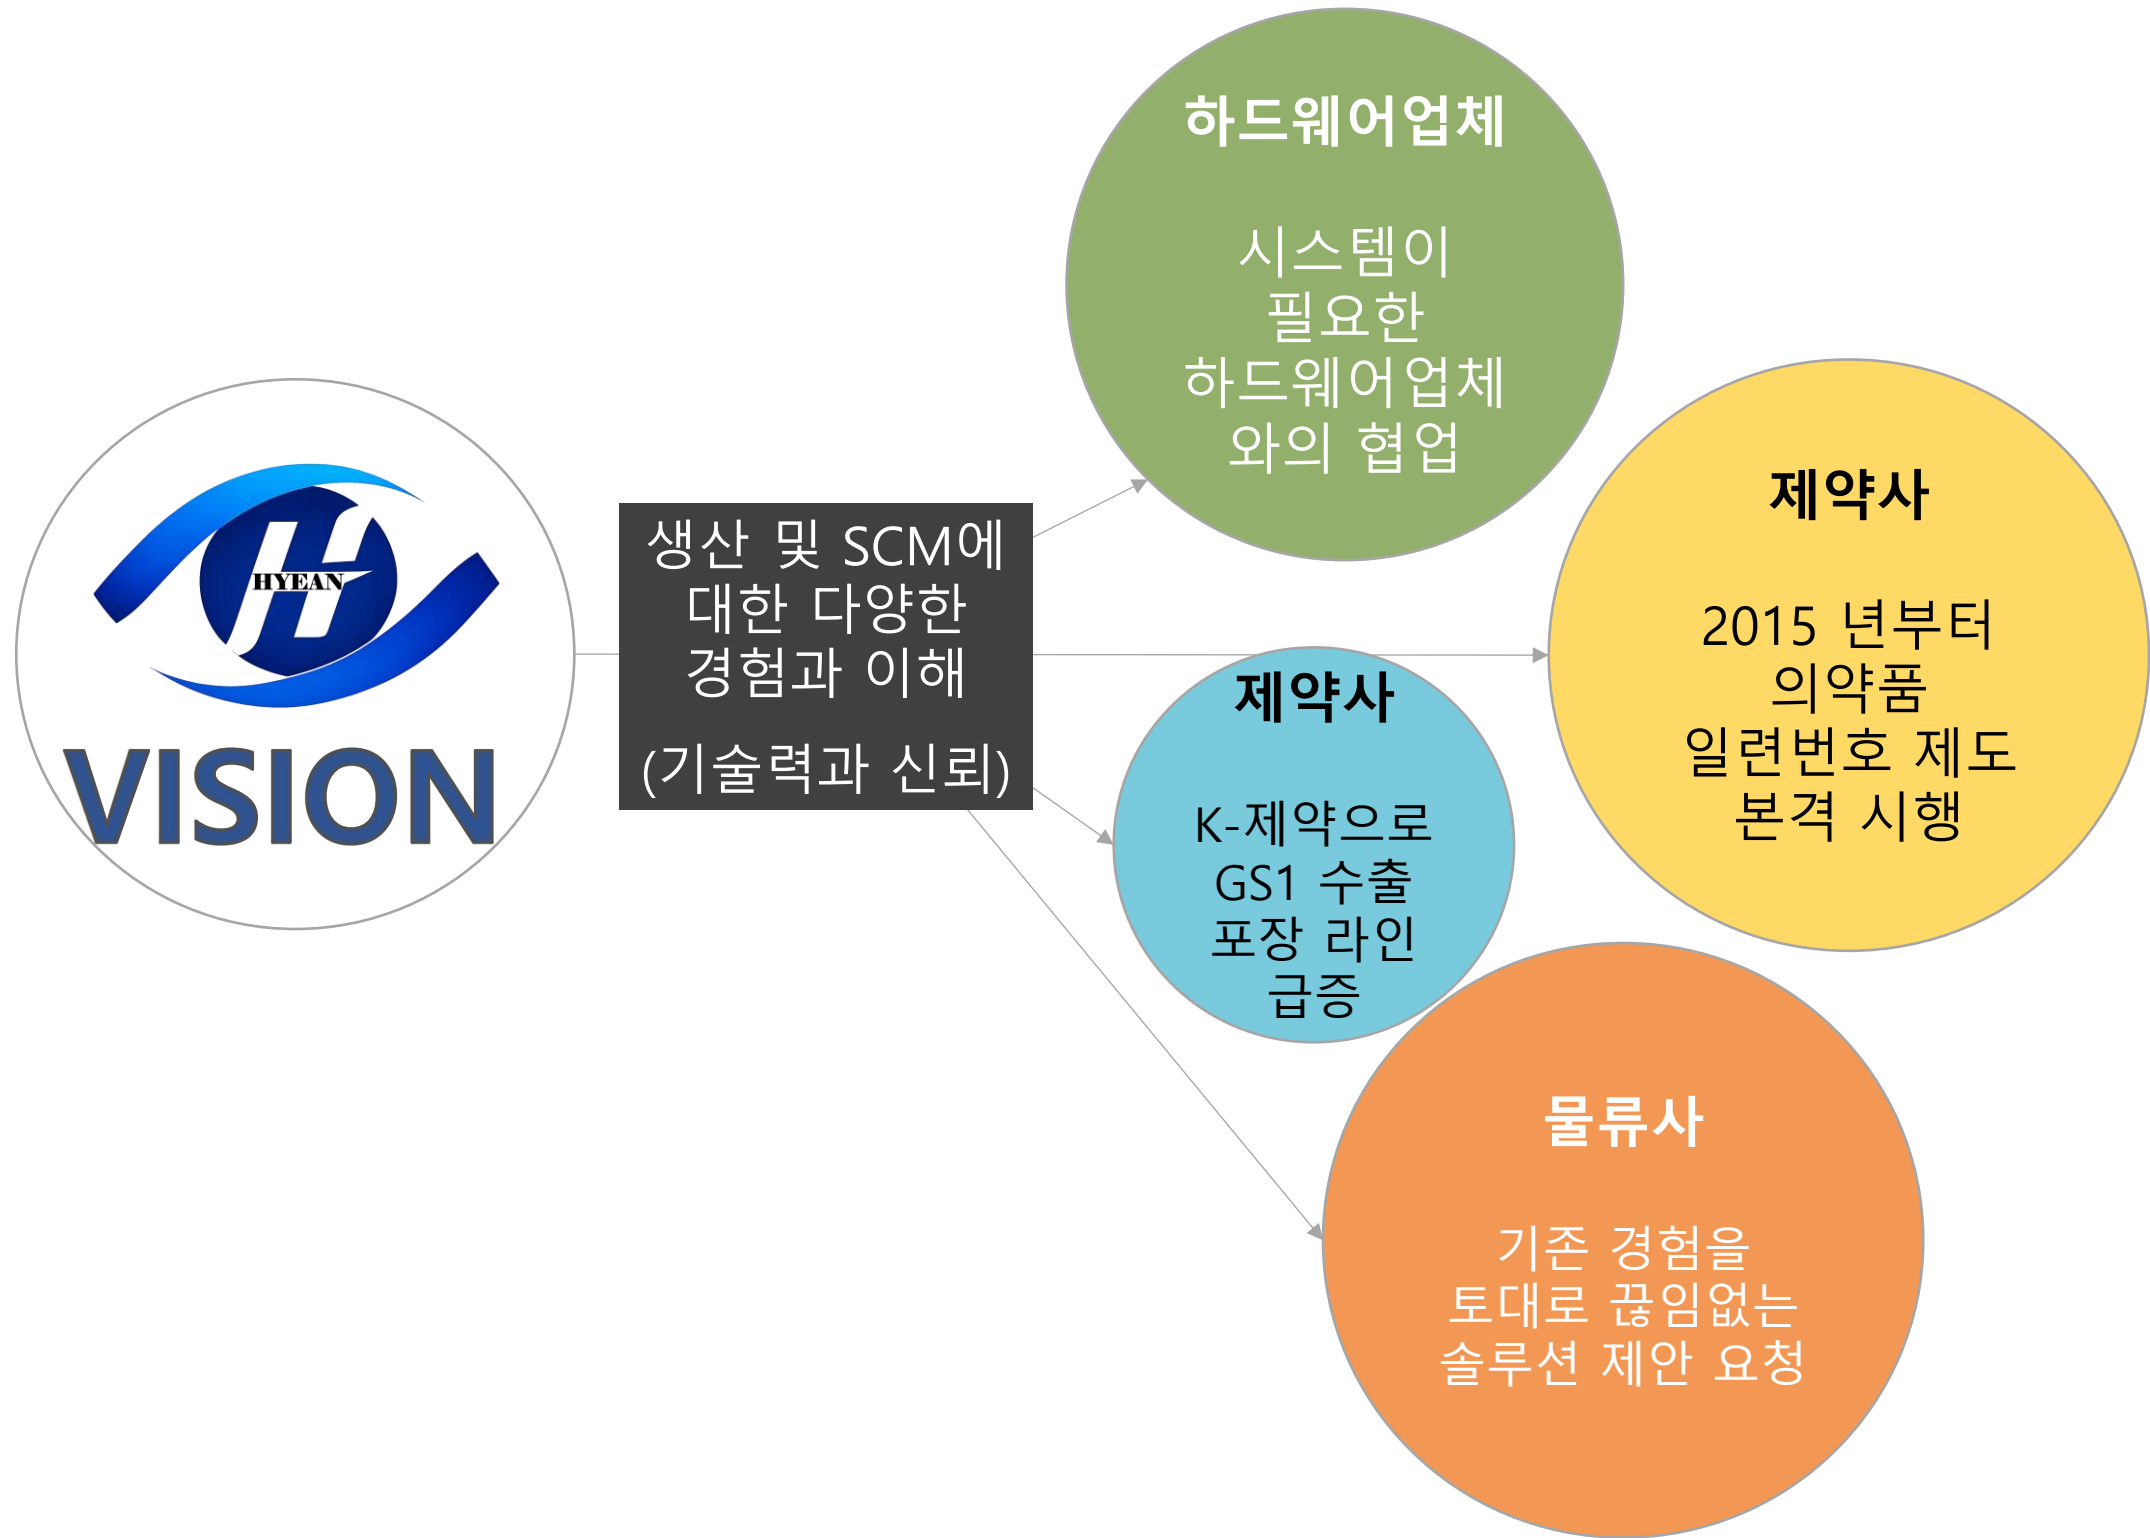 HYEAN
VISION
생산 및 SCM에
대한 다양한
경험과 이해
(기술력과 신뢰)
하드웨어업체
시스템이
필요한
하드웨어업체
와의 협업
제약사
2015 년부터
의약품
일련번호 제도
본격 시행
제약사
K-제약으로
GS1 수출
포장 라인
급증
물류사
기존 경험을
토대로 끊임없는
솔루션 제안 요청